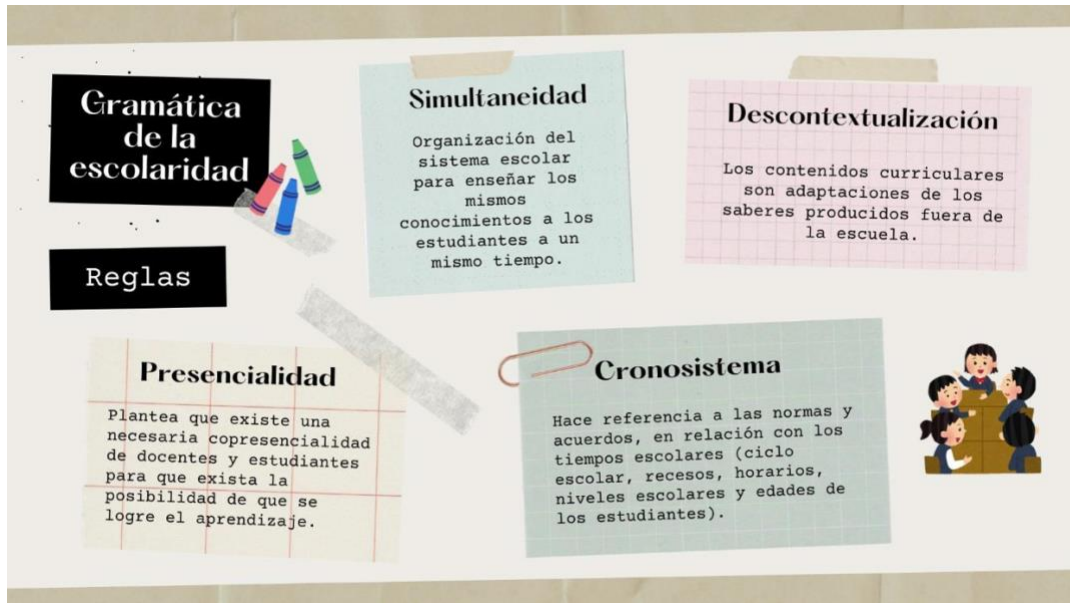 Gramática
de la
escolaridad
Reglas
Simultaneidad
Organización del
sistema escolar
para enseñar los
mismos
conocimientos a los
estudiantes a un
mismo tiempo.
Descontextualización
Los contenidos curriculares
son adaptaciones de los
saberes producidos fuera de
la escuela.
Presencialidad
Plantea que existe una
necesaria copresencialidad
de docentes y estudiantes
para que exista la
posibilidad de que se
logre el aprendizaje.
Cronosistema
Hace referencia a las normas y
acuerdos, en relación con los
tiempos escolares (ciclo
escolar, recesos, horarios,
niveles escolares y edades de
los estudiantes).